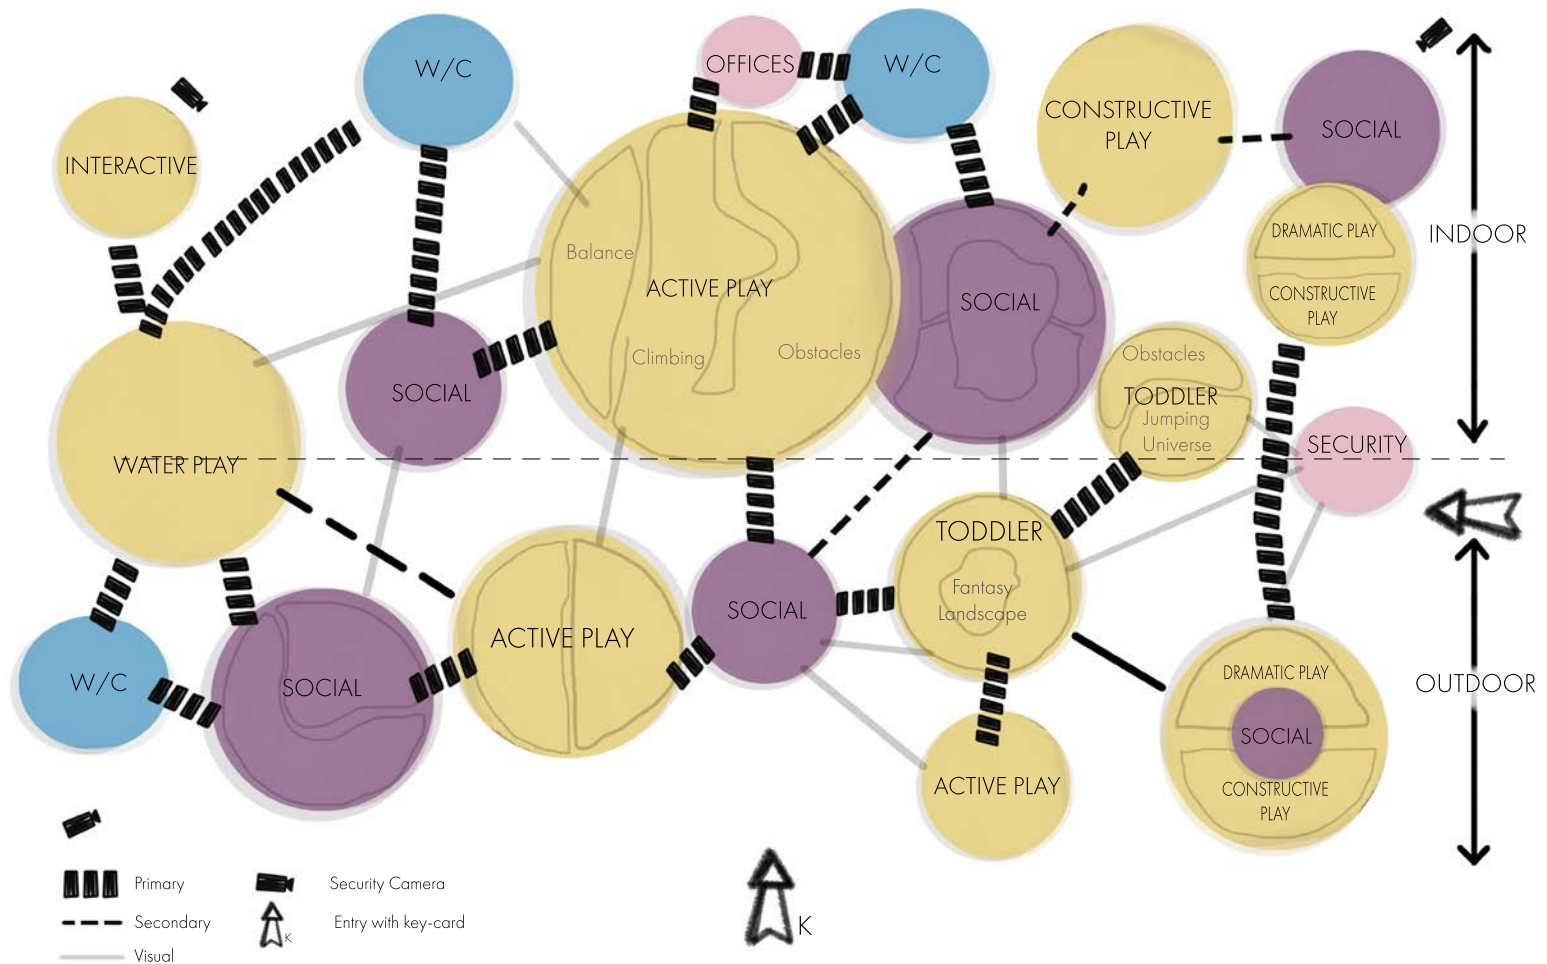 W/C
OFFICES
W/C
CONSTRUCTIVE
PLAY
SOCIAL
INTERACTIVE
DRAMATIC PLAY
INDOOR
CONSTRUCTIVE
PLAY
Balance
ACTIVE PLAY
SOCIAL
Climbing
Obstacles
Obstacles
TODDLER
Jumping
Universe
SOCIAL
SECURITY
WATER PLAY
TODDLER
Fantasy
Landscape
SOCIAL
ACTIVE PLAY
W/C
SOCIAL
DRAMATIC PLAY
OUTDOOR
SOCIAL
ACTIVE PLAY
CONSTRUCTIVE
PLAY
Primary
Security Camera
Secondary
K
Entry with key-card
K
Visual